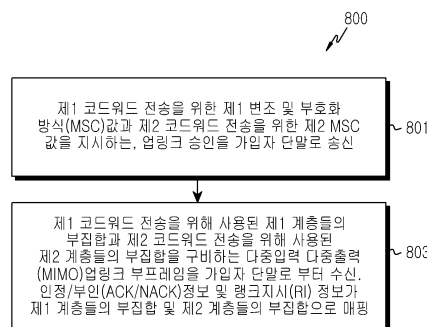 800
제1 코드워드 전송을 위한 제1 변조 및 부호화
방식(MSC)값과 제2 코드워드 전송을 위한 제2 MSC
값을 지시하는, 업링크 승인을 가입자 단말로 송신
801
제1 코드워드 전송을 위해 사용된 제1 계층들의
부집합과 제2 코드워드 전송을 위해 사용된
제2 계층들의 부집합을 구비하는 다중입력 다중출력
(MIMO)업링크 부프레임을 가입자 단말로 부터 수신.
인정/부인(ACK/NACK)정보 및 랭크지시(RI) 정보가
제1 계층들의 부집합 및 제2 계층들의 부집합으로 매핑
803